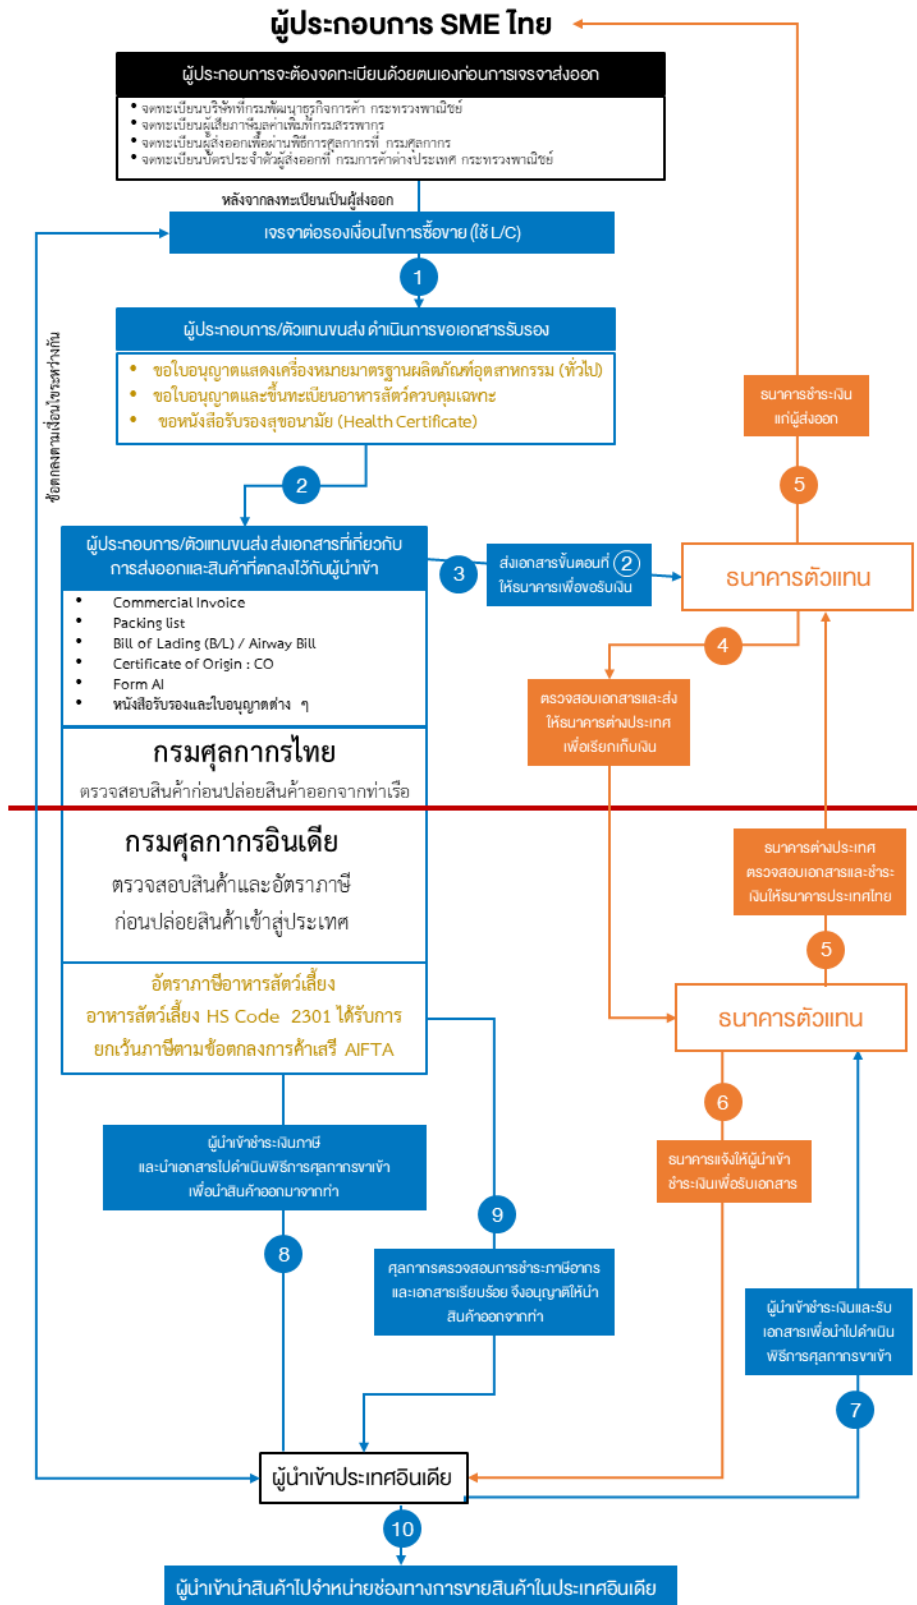 ผู้ประกอบการ SME ไทย
ผู้ประกอบการจะต้องจดทะเบียนด้วยตนเองก่อนการเจรจาส่งออก
• จดทะเบียนบริษัทที่กรมพัฒนาธุรกิจการค้า กระทรวงพาณิชย์
• จดทะเบียนผู้เสียภาษีมูลค่าเพิ่มที่กรมสรรพากร
• จดทะเบียนผู้ส่งออกเพื่อผ่านพิธีการศุลกากรที่ กรมศุลกากร
• จดทะเบียนบัตรประจำตัวผู้ส่งออกที่ กรมการค้าต่างประเทศ กระทรวงพาณิชย์
หลังจากลงทะเบียนเป็นผู้ส่งออก
เจรจาต่อรองเงื่อนไขการซื้อขาย (ใช้ L/C)
1
ผู้ประกอบการ/ตัวแทนขนส่ง ดำเนินการขอเอกสารรับรอง
• ขอใบอนุญาตแสดงเครื่องหมายมาตรฐานผลิตภัณฑ์อุตสาหกรรม (ทั่วไป)
• ขอใบอนุญาตและขึ้นทะเบียนอาหารสัตว์ควบคุมเฉพาะ
• ขอหนังสือรับรองสุขอนามัย (Health Certificate)
ข้อตกลงตามเงื่อนไขระหว่างกัน
ธนาคารชำระเงิน
แก่ผู้ส่งออก
5
2
ผู้ประกอบการ/ตัวแทนขนส่ง ส่งเอกสารที่เกี่ยวกับ
การส่งออกและสินค้าที่ตกลงไว้กับผู้นำเข้า
• Commercial Invoice
• Packing list
• Bill of Lading (B/L) / Airway Bill
• Certificate of Origin : CO
• Form AI
• หนังสือรับรองและใบอนุญาตต่าง ๆ
3
ส่งเอกสารขั้นตอนที่ 2
ให้ธนาคารเพื่อขอรับเงิน
ธนาคารตัวแทน
4
ตรวจสอบเอกสารและส่ง
ให้ธนาคารต่างประเทศ
เพื่อเรียกเก็บเงิน
กรมศุลกากรไทย
ตรวจสอบสินค้าก่อนปล่อยสินค้าออกจากท่าเรือ
กรมศุลกากรอินเดีย
ตรวจสอบสินค้าและอัตราภาษี
ก่อนปล่อยสินค้าเข้าสู่ประเทศ
ธนาคารต่างประเทศ
ตรวจสอบเอกสารและชำระ
เงินให้ธนาคารประเทศไทย
5
อัตราภาษีอาหารสัตว์เลี้ยง
อาหารสัตว์เลี้ยง HS Code 2301 ได้รับการ
ยกเว้นภาษีตามข้อตกลงการค้าเสรี AIFTA
ธนาคารตัวแทน
6
ธนาคารแจ้งให้ผู้นำเข้า
ชำระเงินเพื่อรับเอกสาร
ผู้นำเข้าชำระเงินภาษี
และนำเอกสารไปดำเนินพิธีการศุลกากรขาเข้า
เพื่อนำสินค้าออกมาจากท่า
8
9
ศุลกากรตรวจสอบการชำระภาษีอากร
และเอกสารเรียบร้อย จึงอนุญาติให้นำ
สินค้าออกจากท่า
ผู้นำเข้าชำระเงินและรับ
เอกสารเพื่อนำไปดำเนิน
พิธีการศุลกากรขาเข้า
7
ผู้นำเข้าประเทศอินเดีย
10
ผู้นำเข้านำสินค้าไปจำหน่ายช่องทางการขายสินค้าในประเทศอินเดีย